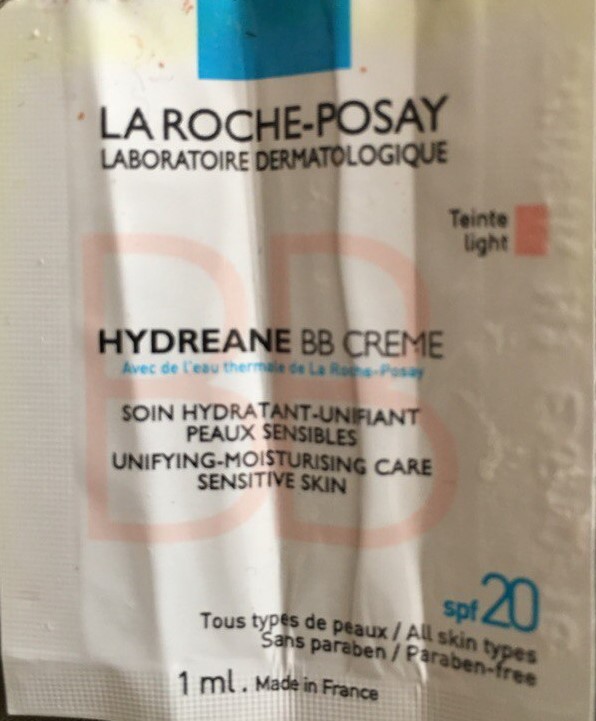 LA ROCHE-POSAY
LABORATOIRE DERMATOLOGIQUE
Teinte
light
BB
HYDREANE BB CREME
Avec de l'eau thermale de La Roche-Posay
SOIN HYDRATANT-UNIFIANT
PEAUX SENSIBLES
UNIFYING-MOISTURISING CARE
SENSITIVE SKIN
spf 20
Tous types de peaux / All skin types
Sans paraben / Paraben-free
1 ml . Made in France